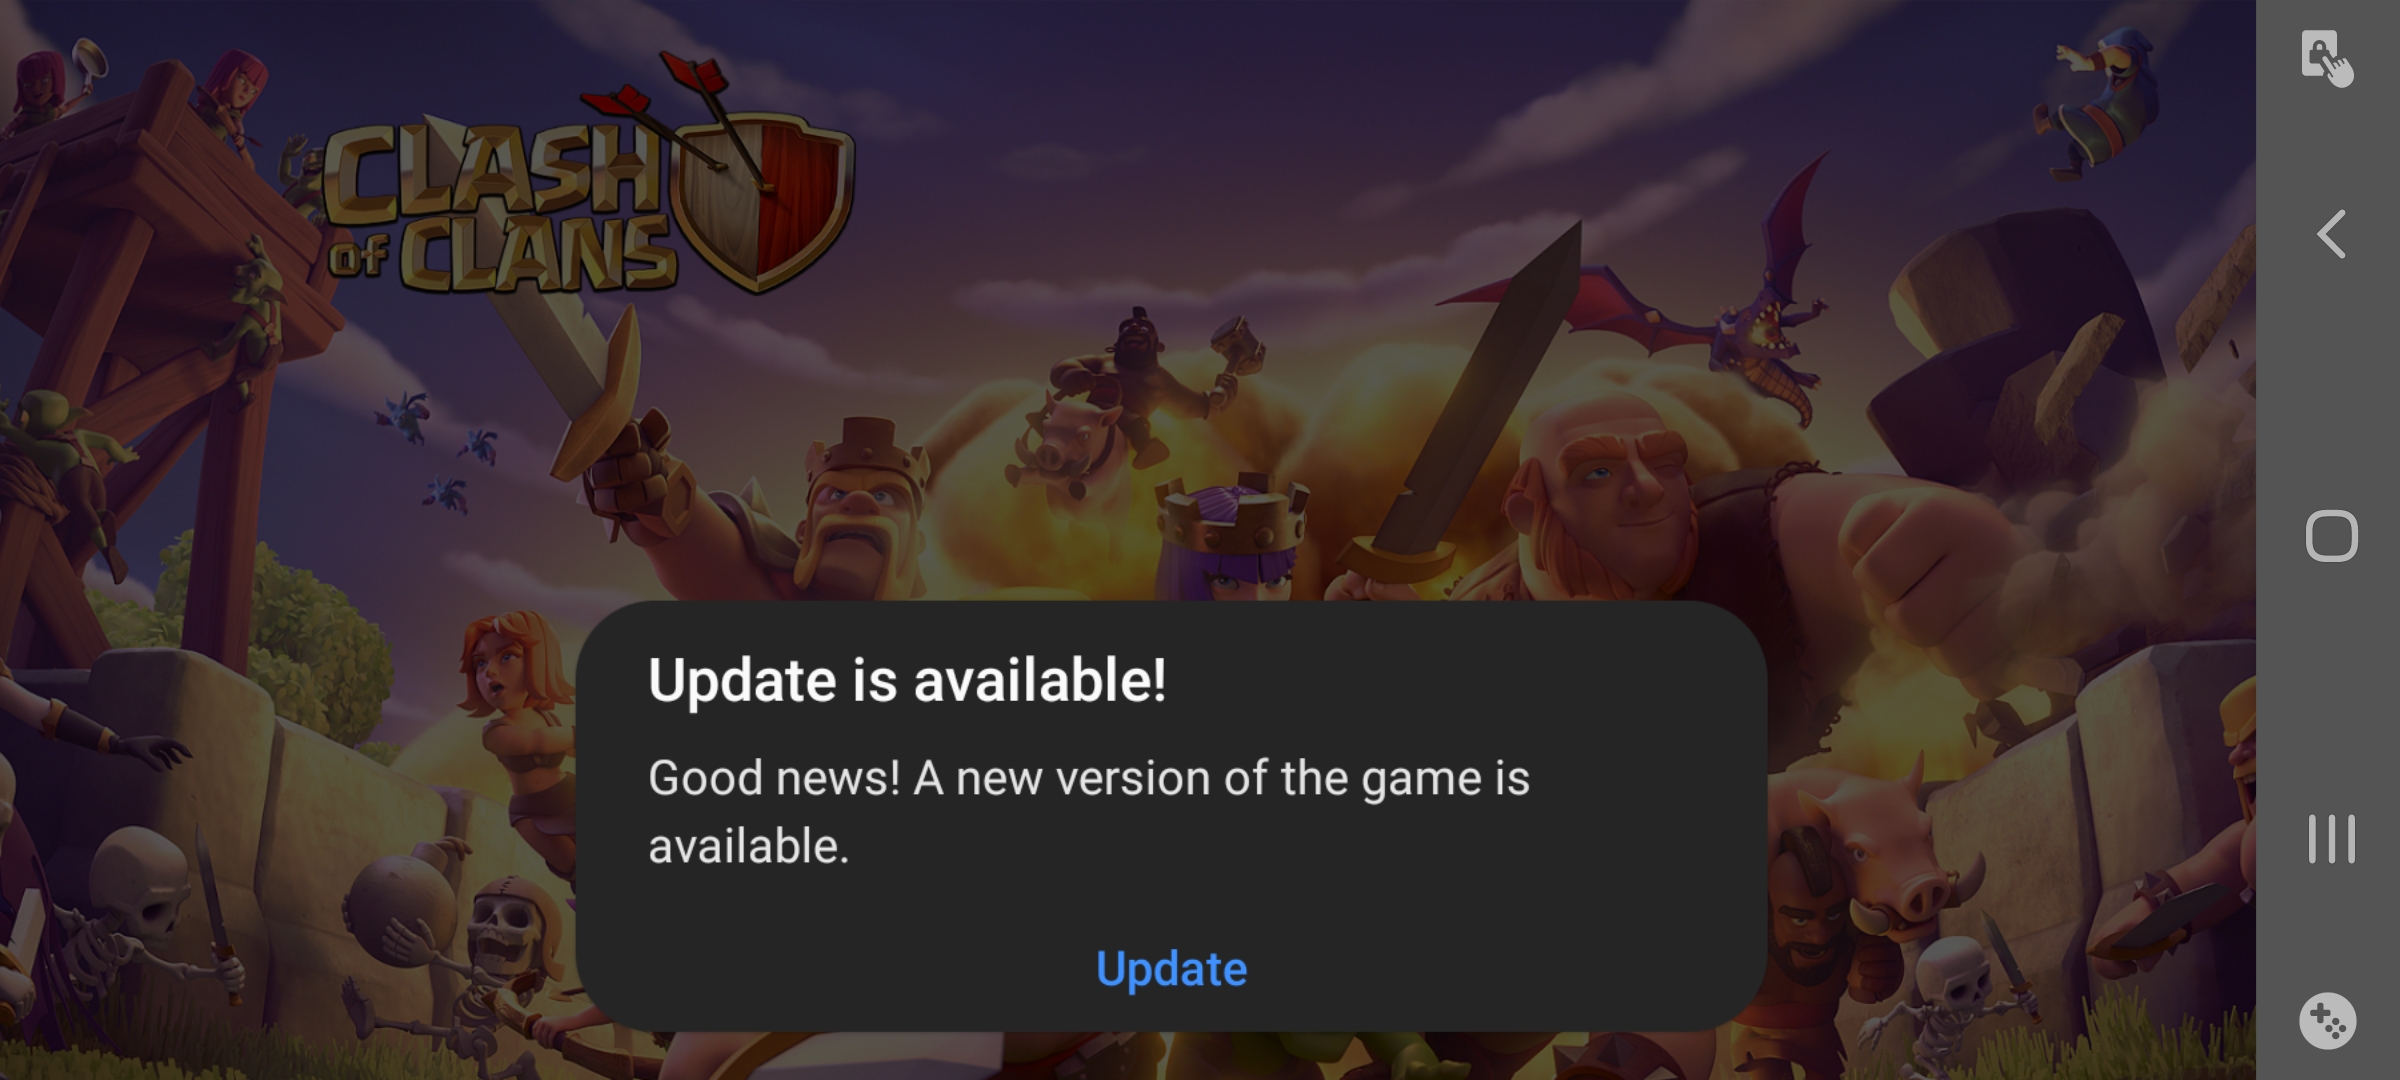 CLASH
OF CLANS
Update is available!
Good news! A new version of the game is
available.
Update